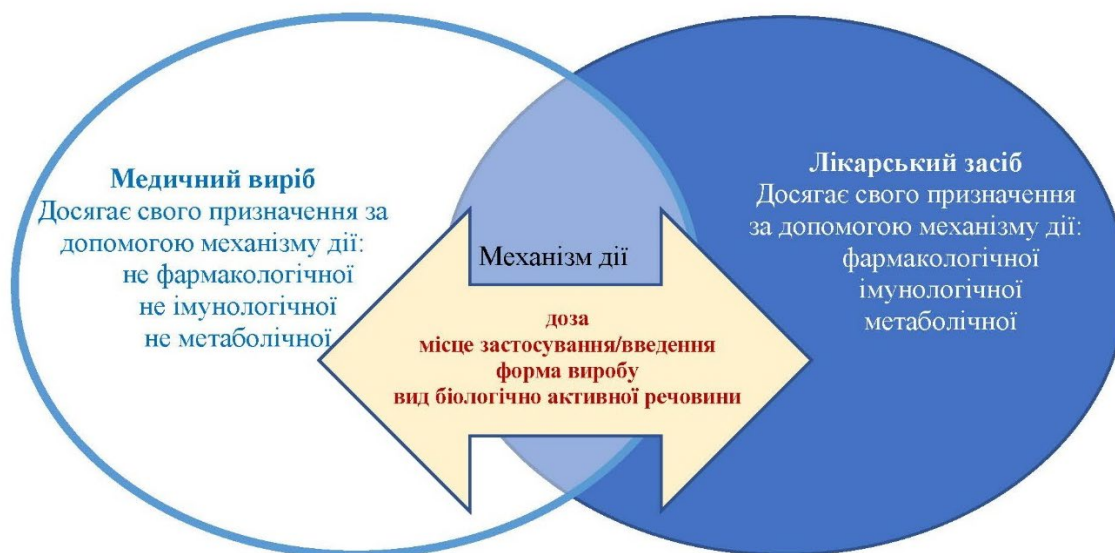 Медичний виріб
Досягає свого призначення за
допомогою механізму дії:
не фармакологічної
не імунологічної
не метаболічної
Механізм дії
доза
місце застосування/введення
форма виробу
вид біологічно активної речовини
Лікарський засіб
Досягає свого призначення
за допомогою механізму дії:
фармакологічної
імунологічної
метаболічної